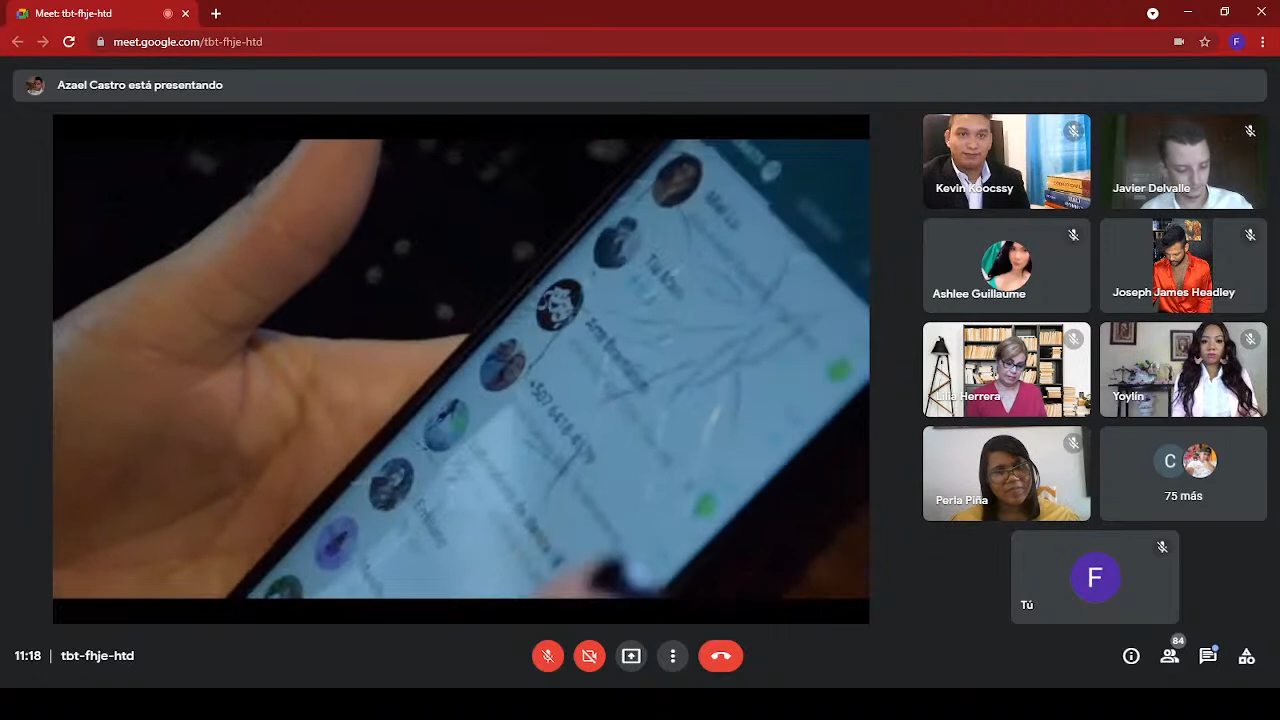 Meet: tbt-fhje-htd
meet.google.com/tbt-fhje-htd
F
Azael Castro está presentando
Kevin Koocssy
Javier Delvalle
Ashlee Guillaume
Joseph James Headley
Lilia Herrera
Yoylín
Perla Piña
C
75 más
F
Tú
11:18 | tbt-fhje-htd
84